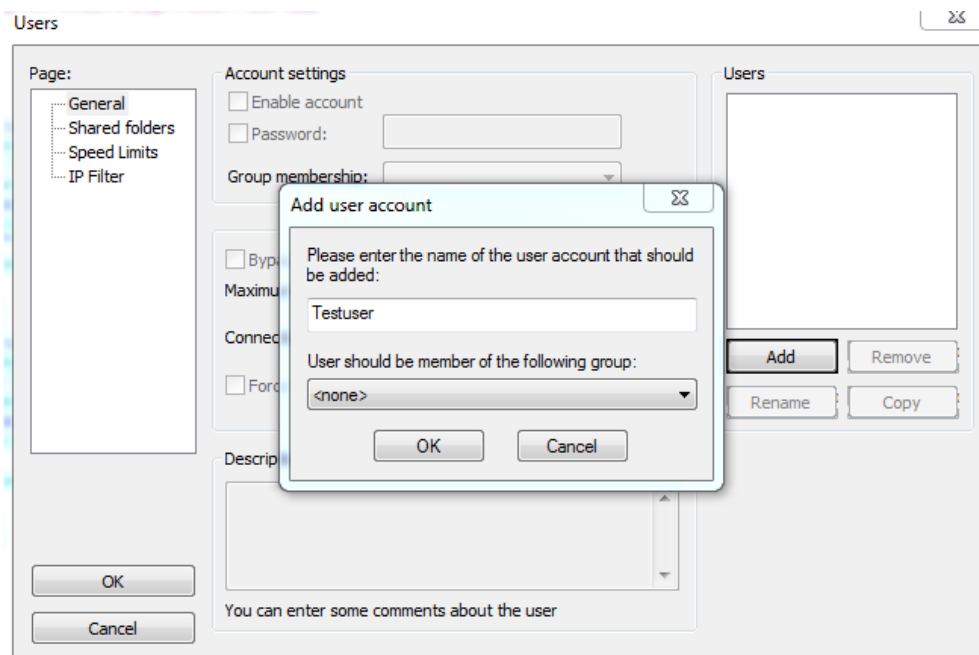 Users
Page:
General
Shared folders
Speed Limits
IP Filter
OK
Cancel
Account settings
Enable account
Password:
Group membership:
Maximu
Connec
You can enter some comments about the user
Add user account
Please enter the name of the user account that should
be added:
Testuser
User should be member of the following group:
<none>
OK
Cancel
Users
Add
Remove
Rename
Copy